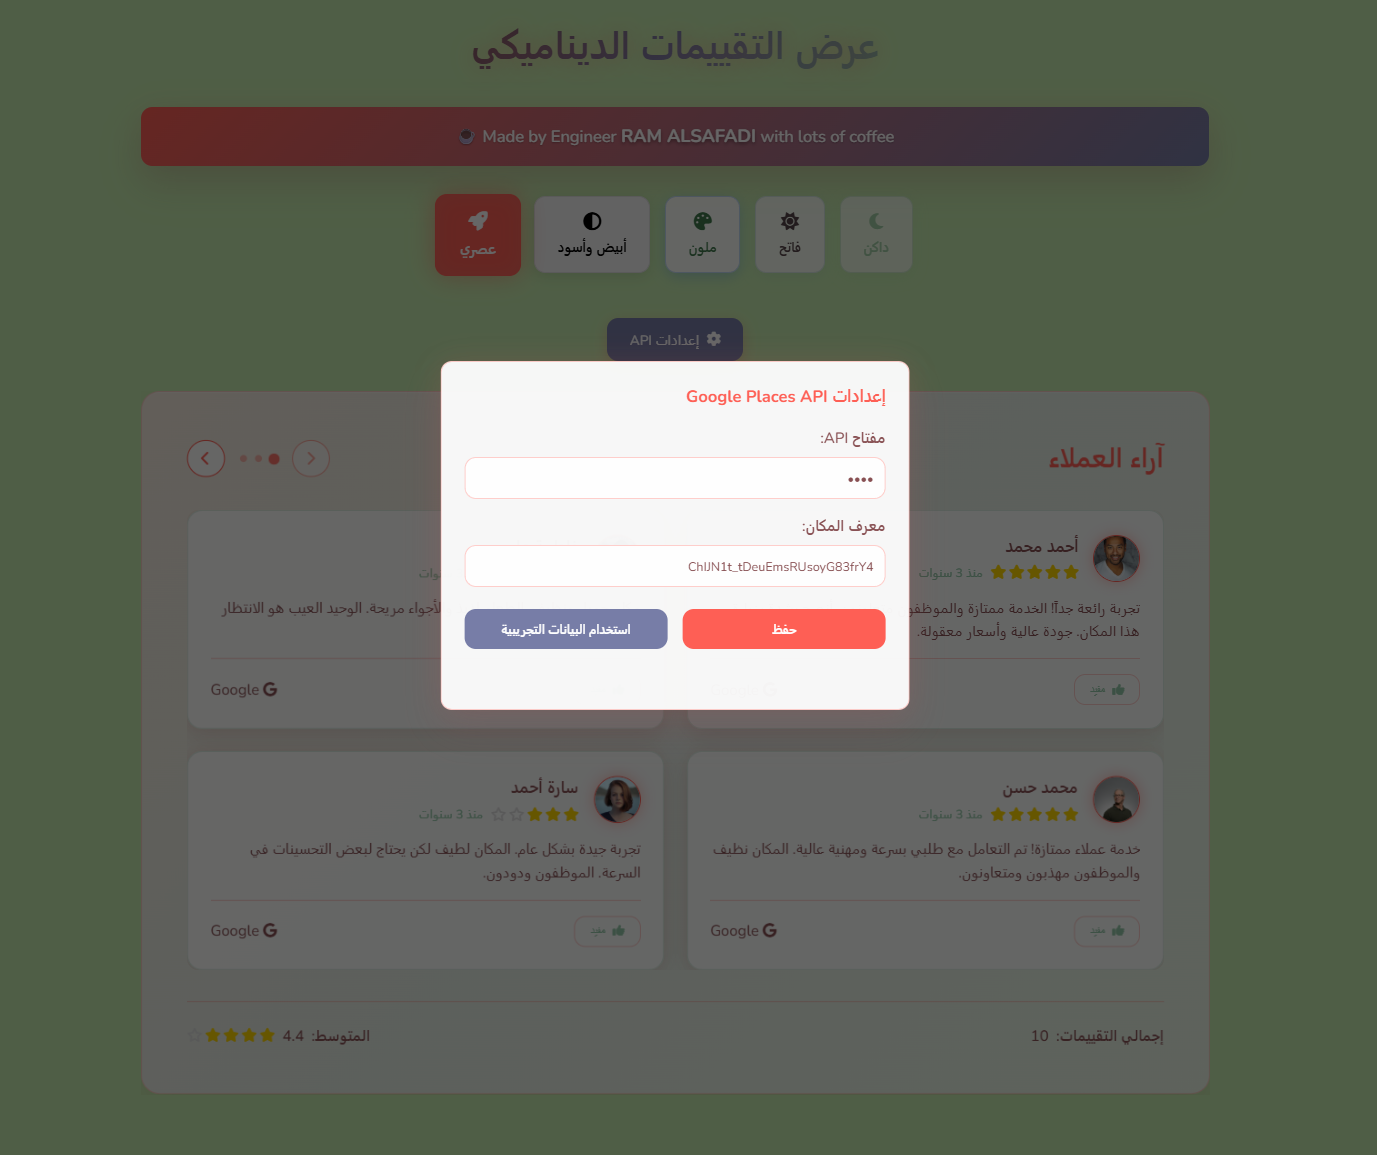 عرض التقييمات الديناميكي
Made by Engineer RAM ALSAFADI with lots of coffee
داكن
فاتح
ملون
أبيض وأسود
عصري
إعدادات API
إعدادات Google Places API
مفتاح API:
••••
معرف المكان:
ChIJN1t_tDeuEmsRUsoyG83frY4
حفظ
استخدام البيانات التجريبية
آراء العملاء
أحمد محمد
منذ 3 سنوات
تجربة رائعة جداً! الخدمة ممتازة والموظفو
هذا المكان. جودة عالية وأسعار معقولة.
مفيد
Google
والأجواء مريحة. الوحيد العيب هو الانتظار
Google
محمد حسن
منذ 3 سنوات
خدمة عملاء ممتازة! تم التعامل مع طلبي بسرعة ومهنية عالية. المكان نظيف
والموظفون مهذبون ومتعاونون.
مفيد
Google
سارة أحمد
منذ 3 سنوات
تجربة جيدة بشكل عام. المكان لطيف لكن يحتاج لبعض التحسينات في
السرعة. الموظفون ودودون.
مفيد
Google
إجمالي التقييمات: 10
المتوسط: 4.4